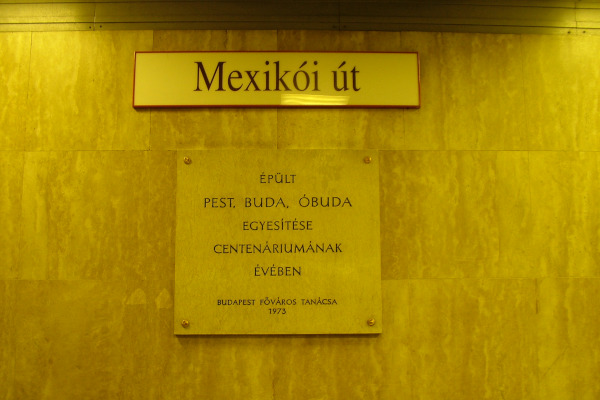 Mexikói út
ÉPÜLT
PEST, BUDA, ÓBUDA
EGYESÍTÉSE
CENTENÁRIUMÁNAK
ÉVÉBEN
BUDAPEST FŐVÁROS TANÁCSA
1973